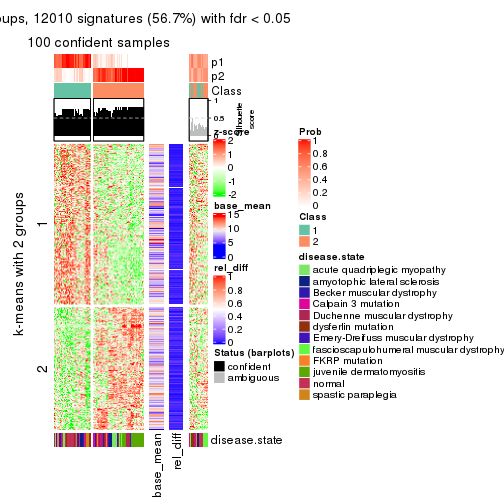 oups, 12010 signatures (56.7%) with fdr < 0.05
100 confident samples
p1
p2
Class
1
0.5
0
Silhouette
score
z-score
2
1
0
-1
-2
base_mean
15
10
5
0
rel_diff
1
0.8
0.6
0.4
0.2
0
Status (barplots)
confident
ambiguous
Prob
1
0.8
0.6
0.4
0.2
0
Class
1
2
disease.state
acute quadriplegic myopathy
amyotophic lateral sclerosis
Becker muscular dystrophy
Calpain 3 mutation
Duchenne muscular dystrophy
dysferlin mutation
Emery-Dreifuss muscular dystrophy
fascioscapulohumeral muscular dystrophy
FKRP mutation
juvenile dermatomyositis
normal
spastic paraplegia
k-means with 2 groups
1
2
disease.state
base_mean
rel_diff